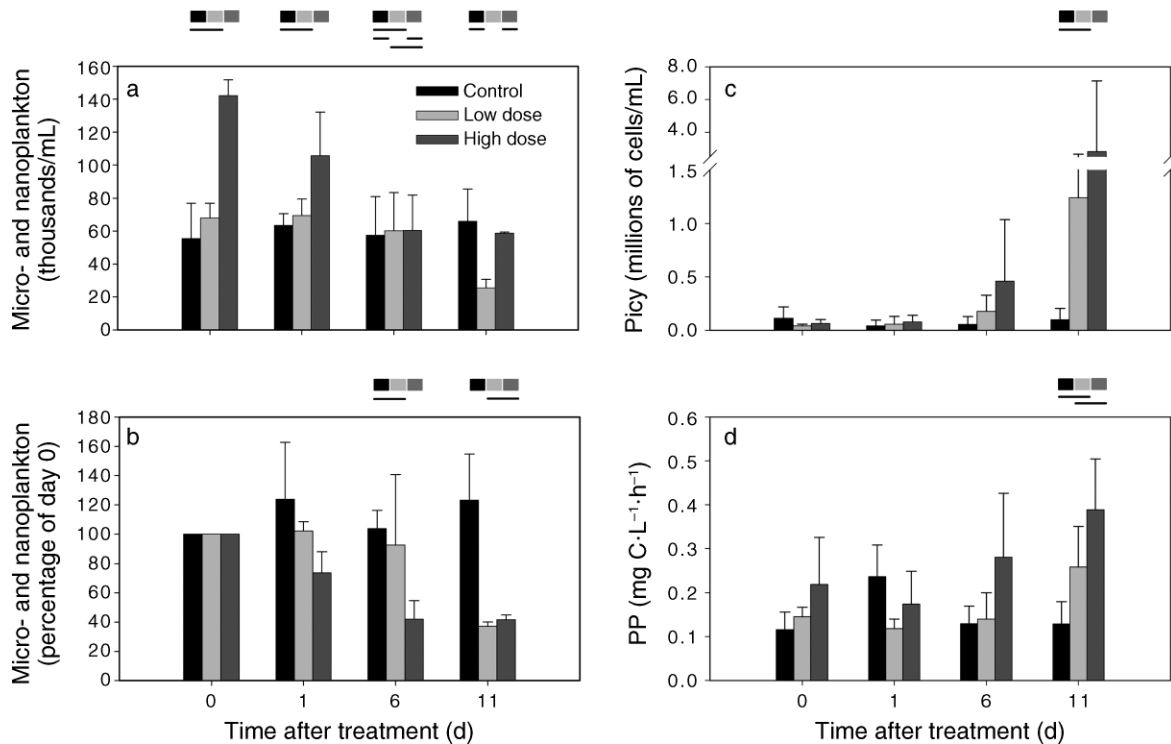 a
Control
Low dose
High dose
Micro- and nanoplankton
(thousands/mL)
160
140
120
100
80
60
40
20
0
c
Picy (millions of cells/mL)
8.0
6.0
4.0
1.5
1.0
0.5
0.0
b
Micro- and nanoplankton
(percentage of day 0)
180
160
140
120
100
80
60
40
20
0
0 1 6 11
Time after treatment (d)
d
PP (mg C·L⁻¹·h⁻¹)
0.6
0.5
0.4
0.3
0.2
0.1
0.0
0 1 6 11
Time after treatment (d)